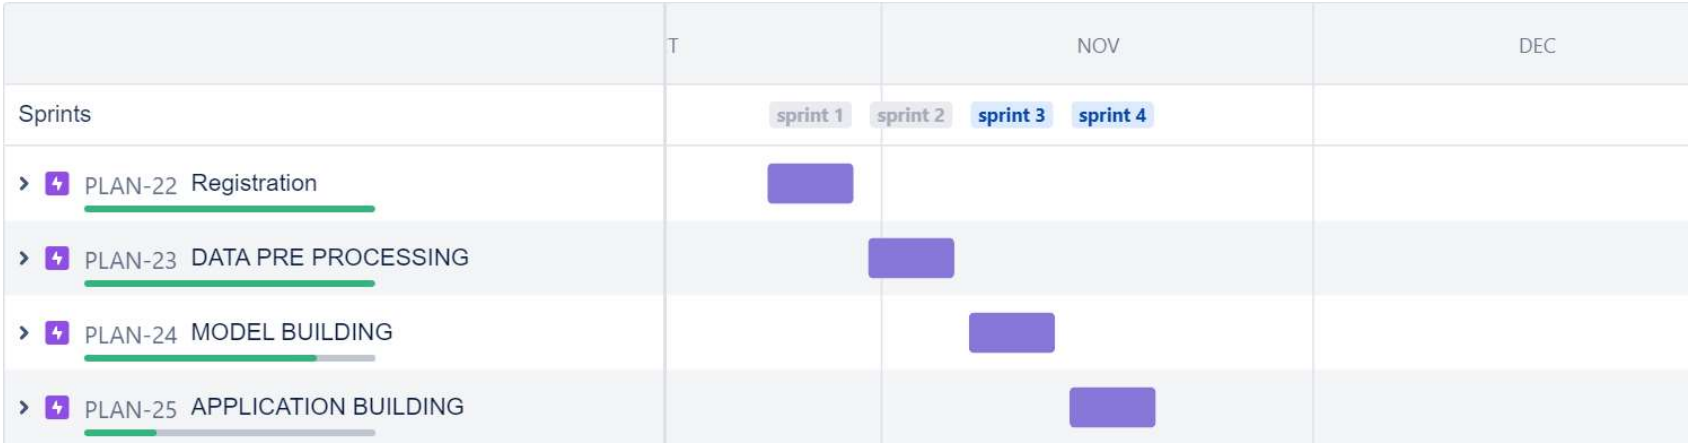 T NOV DEC
Sprints sprint 1 sprint 2 sprint 3 sprint 4
PLAN-22 Registration
PLAN-23 DATA PRE PROCESSING
PLAN-24 MODEL BUILDING
PLAN-25 APPLICATION BUILDING